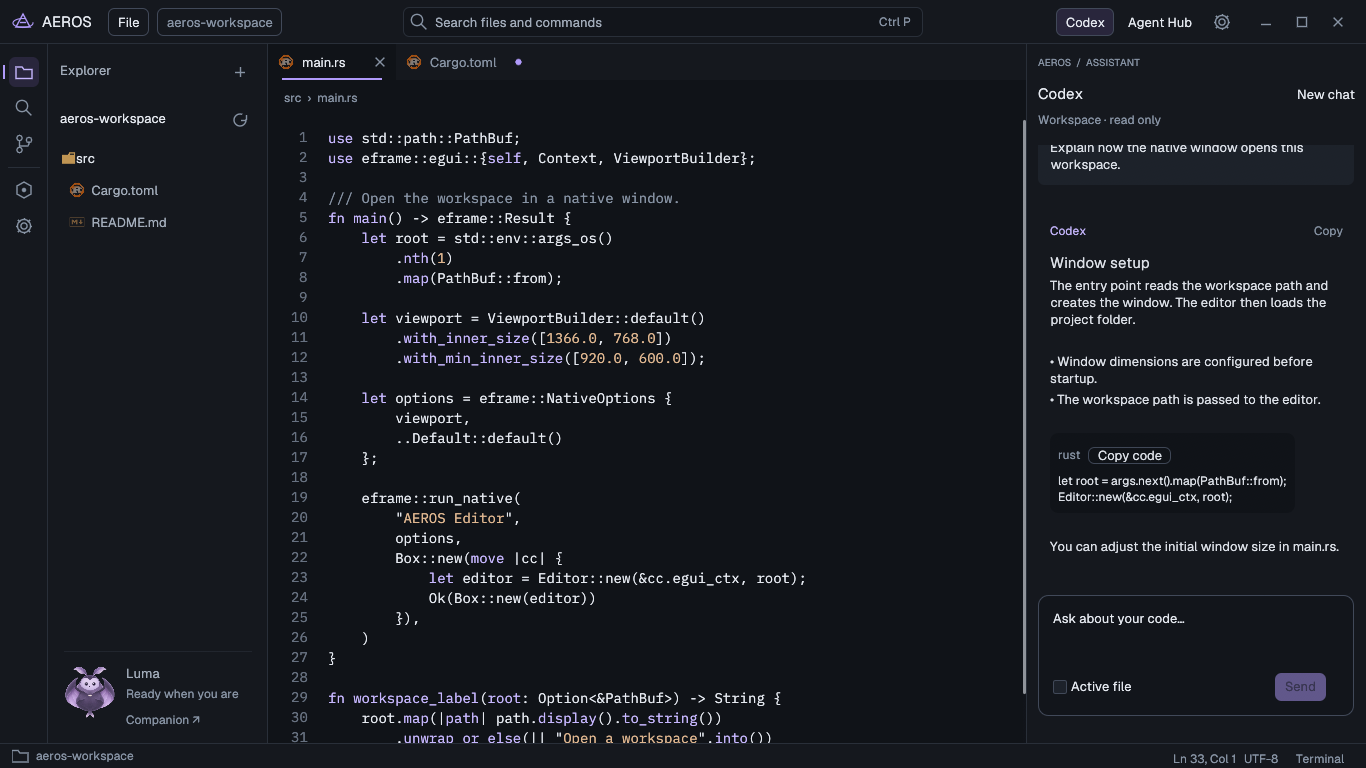 AEROS File aeros-workspace Search files and commands Ctrl P Codex Agent Hub
Explorer
aeros-workspace
src
Cargo.toml
README.md
Luma
Ready when you are
Companion ↗
main.rs Cargo.toml
src › main.rs
1 use std::path::PathBuf;
2 use eframe::egui::{self, Context, ViewportBuilder};
3
4 /// Open the workspace in a native window.
5 fn main() -> eframe::Result {
6     let root = std::env::args_os()
7         .nth(1)
8         .map(PathBuf::from);
9
10     let viewport = ViewportBuilder::default()
11         .with_inner_size([1366.0, 768.0])
12         .with_min_inner_size([920.0, 600.0]);
13
14     let options = eframe::NativeOptions {
15         viewport,
16         ..Default::default()
17     };
18
19     eframe::run_native(
20         "AEROS Editor",
21         options,
22         Box::new(move |cc| {
23             let editor = Editor::new(&cc.egui_ctx, root);
24             Ok(Box::new(editor))
25         }),
26     )
27 }
28
29 fn workspace_label(root: Option<&PathBuf>) -> String {
30     root.map(|path| path.display().to_string())
31         .unwrap_or_else(|| "Open a workspace".into())
AEROS / ASSISTANT
Codex New chat
Workspace · read only
Explain how the native window opens this
workspace.
Codex Copy
Window setup
The entry point reads the workspace path and
creates the window. The editor then loads the
project folder.
• Window dimensions are configured before
startup.
• The workspace path is passed to the editor.
rust Copy code
let root = args.next().map(PathBuf::from);
Editor::new(&cc.egui_ctx, root);
You can adjust the initial window size in main.rs.
Ask about your code…
Active file Send
aeros-workspace Ln 33, Col 1 UTF-8 Terminal